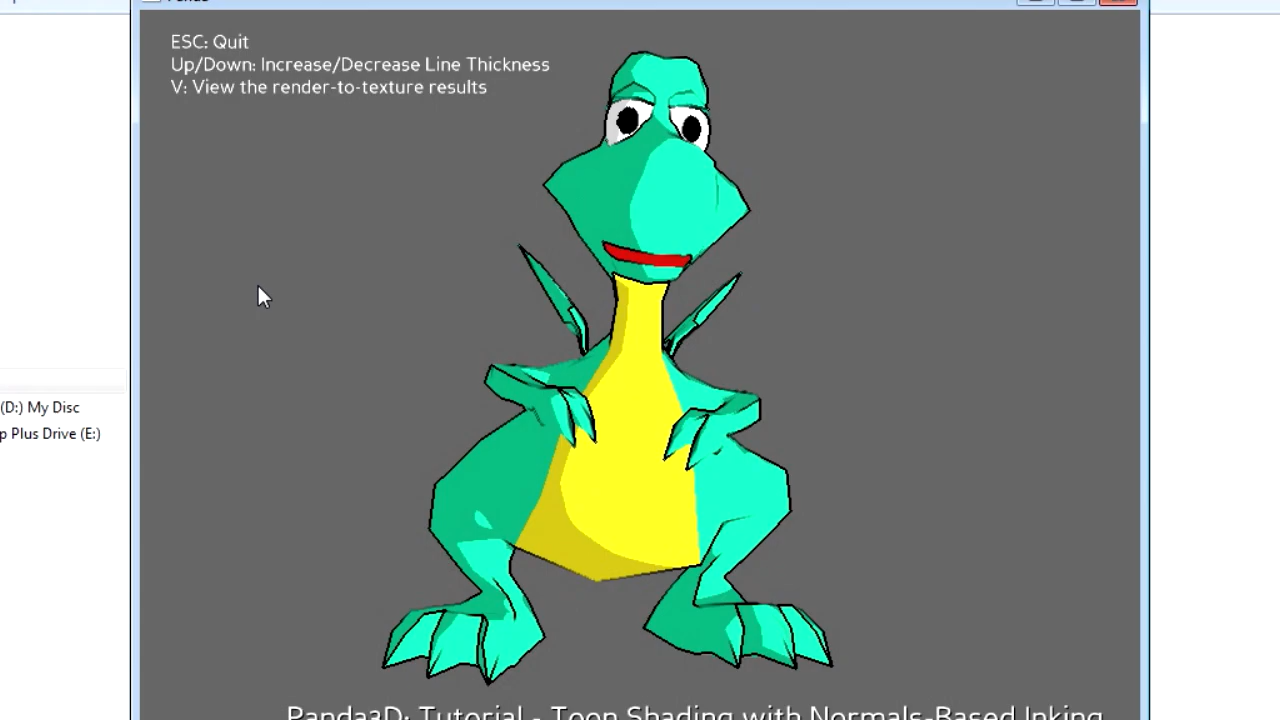 ESC: Quit
Up/Down: Increase/Decrease Line Thickness
V: View the render-to-texture results
(D:) My Disc
p Plus Drive (E:)
Panda3D: Tutorial - Toon Shading with Normals-Based Inking